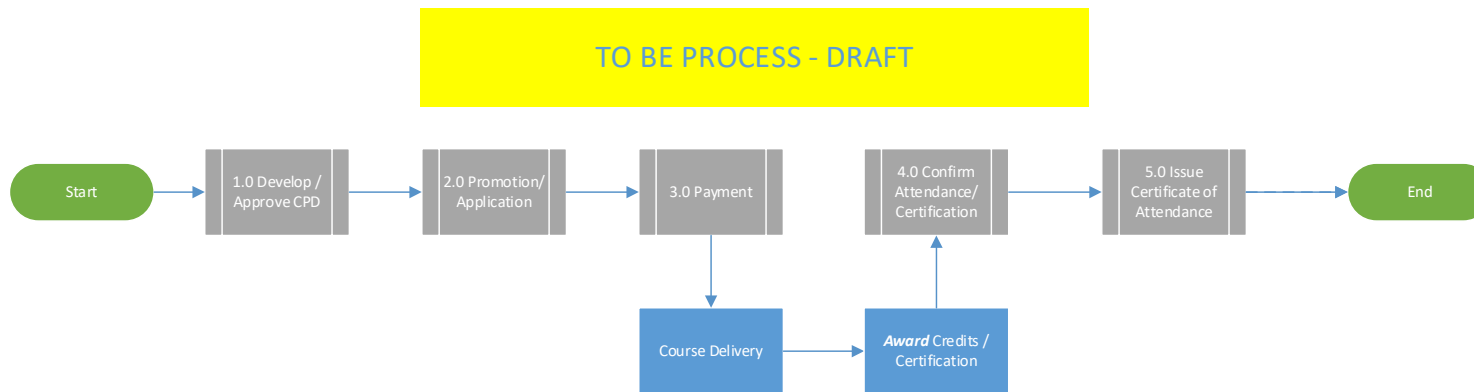 TO BE PROCESS - DRAFT
Start
1.0 Develop /
Approve CPD
2.0 Promotion/
Application
3.0 Payment
4.0 Confirm
Attendance/
Certification
5.0 Issue
Certificate of
Attendance
End
Course Delivery
Award Credits /
Certification